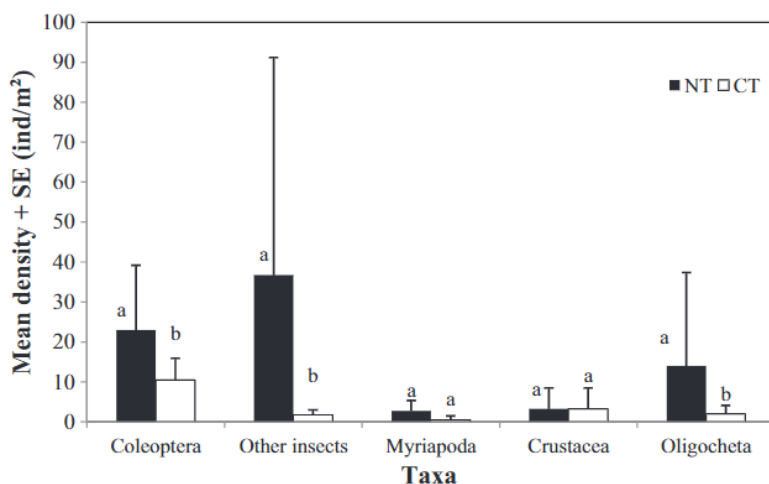 100
90
80
70
60
50
40
30
20
10
0
Mean density + SE (ind/m²)
NT CT
a
b
a
b
a
a
a
a
a
b
Coleoptera Other insects Myriapoda Crustacea Oligocheta
Taxa